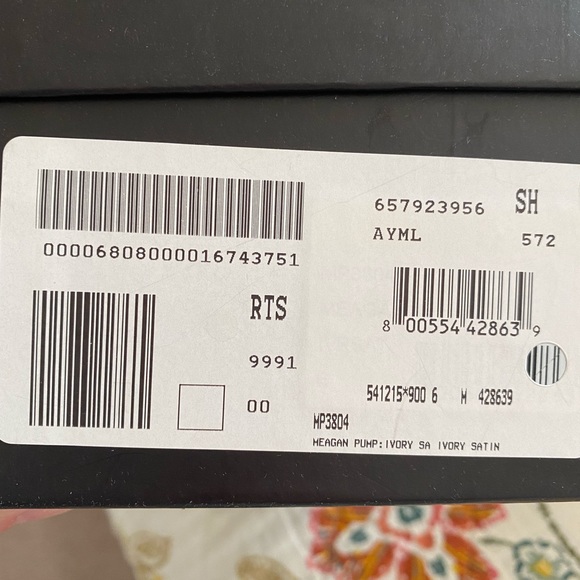 00006808000016743751
RTS
9991
00
657923956 SH
AYML 572
8 00554 42863 9
541215*900 6 M 428639
MP3804
MEAGAN PUMP:IVORY SA IVORY SATIN